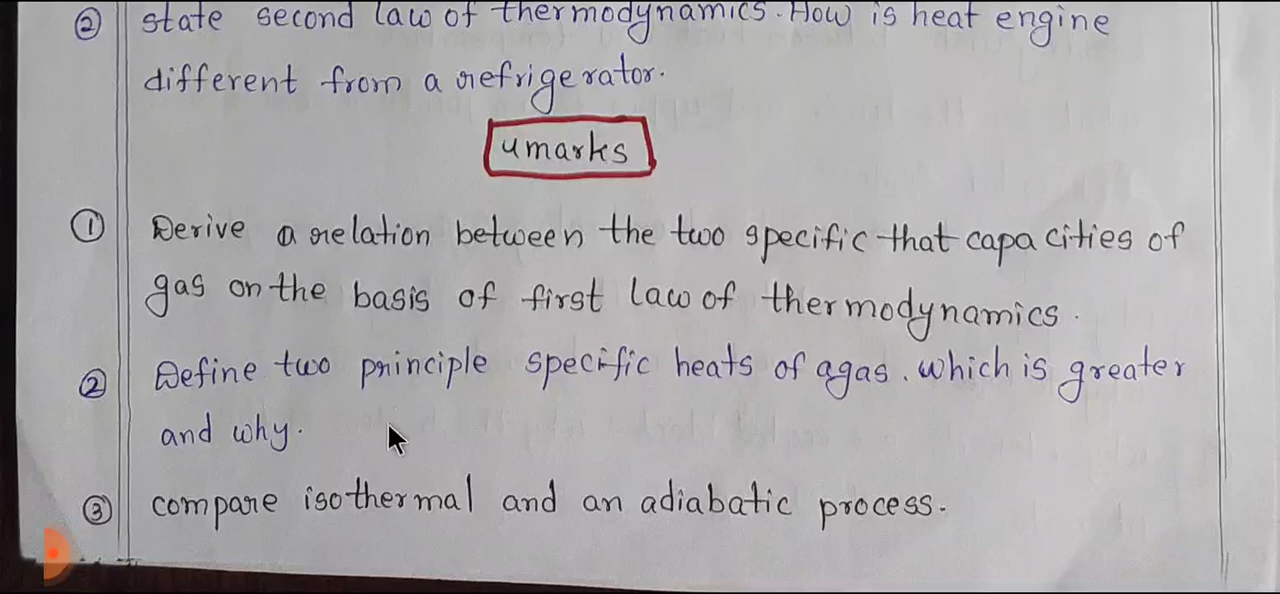 ② state second law of thermodynamics. How is heat engine
different from a refrigerator.
4marks
① Derive a relation between the two specific that capacities of
gas on the basis of first law of thermodynamics.
② Define two principle specific heats of a gas. which is greater
and why.
③ compare isothermal and an adiabatic process.